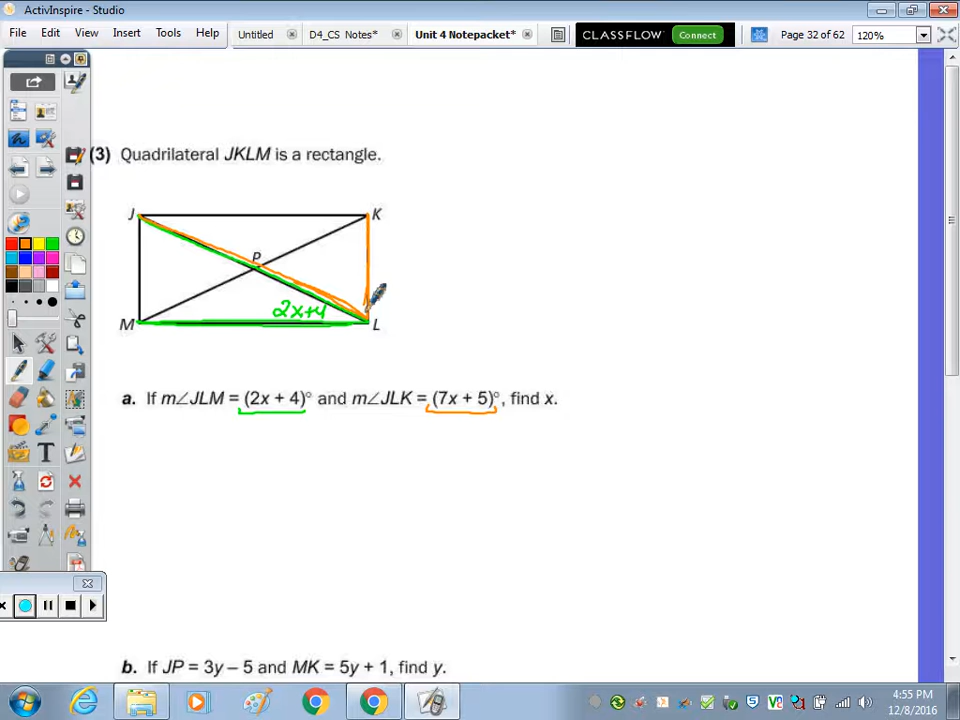 ActivInspire - Studio
File Edit View Insert Tools Help Untitled D4_CS Notes* Unit 4 Notepacket* CLASSFLOW Connect Page 32 of 62 120%
(3) Quadrilateral JKLM is a rectangle.
J K
P
2x+4
M L
a. If m∠JLM = (2x + 4)° and m∠JLK = (7x + 5)°, find x.
b. If JP = 3y – 5 and MK = 5y + 1, find y.
4:55 PM
12/8/2016